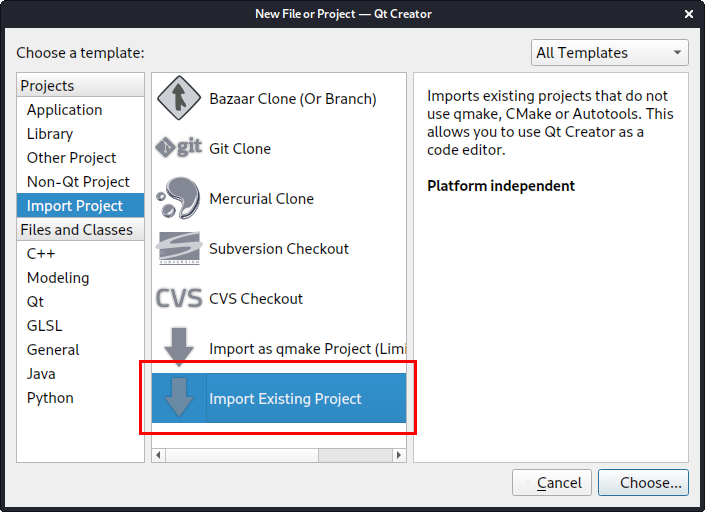 New File or Project — Qt Creator
Choose a template:
All Templates
Projects
Application
Library
Other Project
Non-Qt Project
Import Project
Files and Classes
C++
Modeling
Qt
GLSL
General
Java
Python
Bazaar Clone (Or Branch)
git
Git Clone
Mercurial Clone
SUBVERSION
Subversion Checkout
CVS
CVS Checkout
Import as qmake Project (Limi
Import Existing Project
Imports existing projects that do not
use qmake, CMake or Autotools. This
allows you to use Qt Creator as a
code editor.
Platform independent
Cancel
Choose...